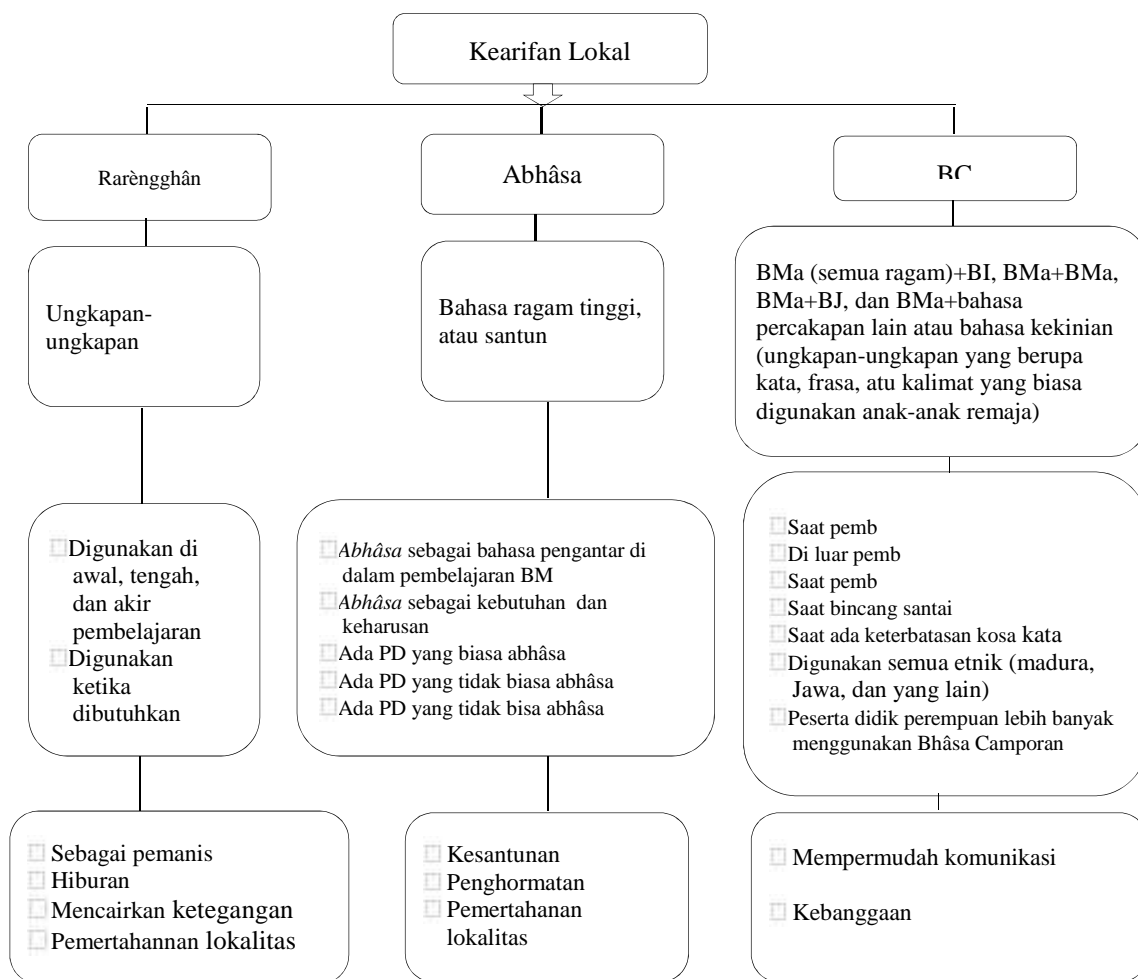 Kearifan Lokal
Rarèngghân
Abhâsa
BC
Ungkapan-
ungkapan
Bahasa ragam tinggi,
atau santun
BMa (semua ragam)+BI, BMa+BMa,
BMa+BJ, dan BMa+bahasa
percakapan lain atau bahasa kekinian
(ungkapan-ungkapan yang berupa
kata, frasa, atu kalimat yang biasa
digunakan anak-anak remaja)
Digunakan di
awal, tengah,
dan akir
pembelajaran
Digunakan
ketika
dibutuhkan
Abhâsa sebagai bahasa pengantar di
dalam pembelajaran BM
Abhâsa sebagai kebutuhan dan
keharusan
Ada PD yang biasa abhâsa
Ada PD yang tidak biasa abhâsa
Ada PD yang tidak bisa abhâsa
Saat pemb
Di luar pemb
Saat pemb
Saat bincang santai
Saat ada keterbatasan kosa kata
Digunakan semua etnik (madura,
Jawa, dan yang lain)
Peserta didik perempuan lebih banyak
menggunakan Bhâsa Camporan
Sebagai pemanis
Hiburan
Mencairkan ketegangan
Pemertahannan lokalitas
Kesantunan
Penghormatan
Pemertahanan
lokalitas
Mempermudah komunikasi
Kebanggaan